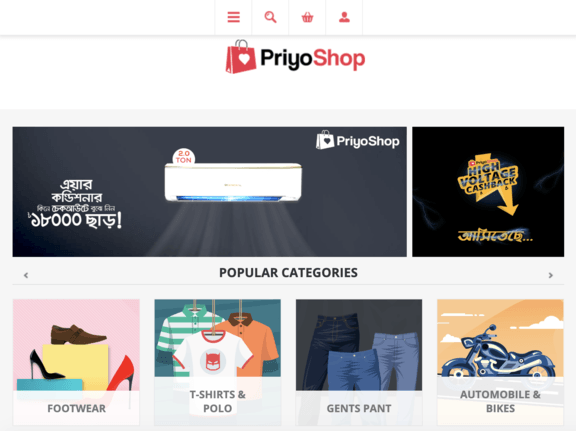 PriyoShop
PriyoShop
2.0
TON
এয়ার
কন্ডিশনার
কিনে চেকআউটে বুঝে নিন
৳১৮০০০ ছাড়!
HIGH
VOLTAGE
CASHBACK
আসিতেছে...
POPULAR CATEGORIES
FOOTWEAR
T-SHIRTS &
POLO
GENTS PANT
AUTOMOBILE &
BIKES